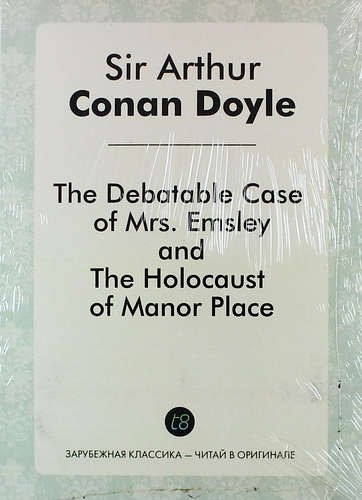 Sir Arthur
Conan Doyle
The Debatable Case
of Mrs. Emsley
and
The Holocaust
of Manor Place
t8
ЗАРУБЕЖНАЯ КЛАССИКА — ЧИТАЙ В ОРИГИНАЛЕ